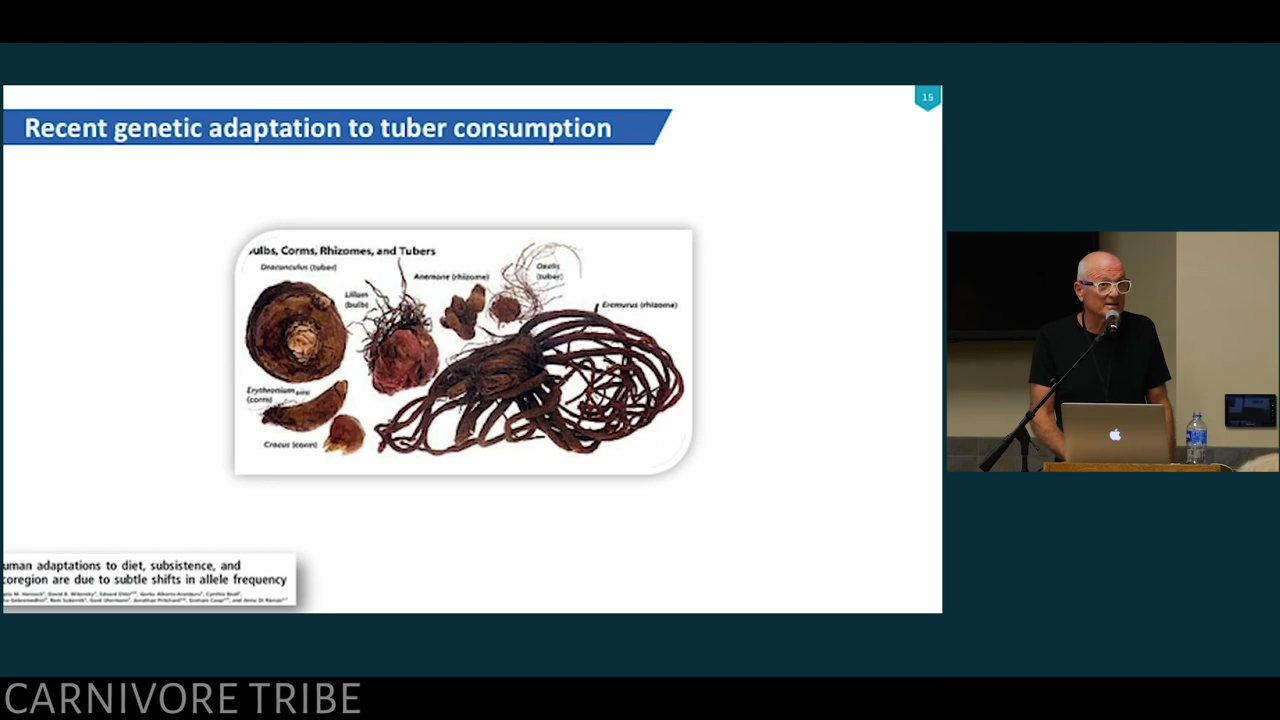 15
Recent genetic adaptation to tuber consumption
ulbs, Corms, Rhizomes, and Tubers
Dracunculus (tuber)
Anemone (rhizome)
Oxalis
(tuber)
Lilium
(bulb)
Eremurus (rhizome)
Erythronium
(corm)
Crocus (corm)
uman adaptations to diet, subsistence, and
coregion are due to subtle shifts in allele frequency
CARNIVORE TRIBE